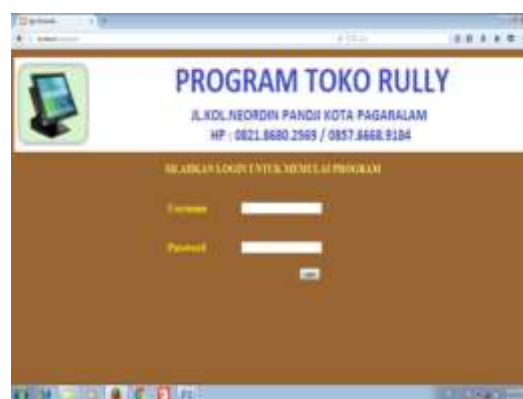 PROGRAM TOKO RULLY
JL.KOL.NEORDIN PANDJI KOTA PAGARALAM
HP : 0821.8680.2569 / 0857.6668.9184
SILAHKAN LOGIN UNTUK MEMULAI PROGRAM
Username
Password